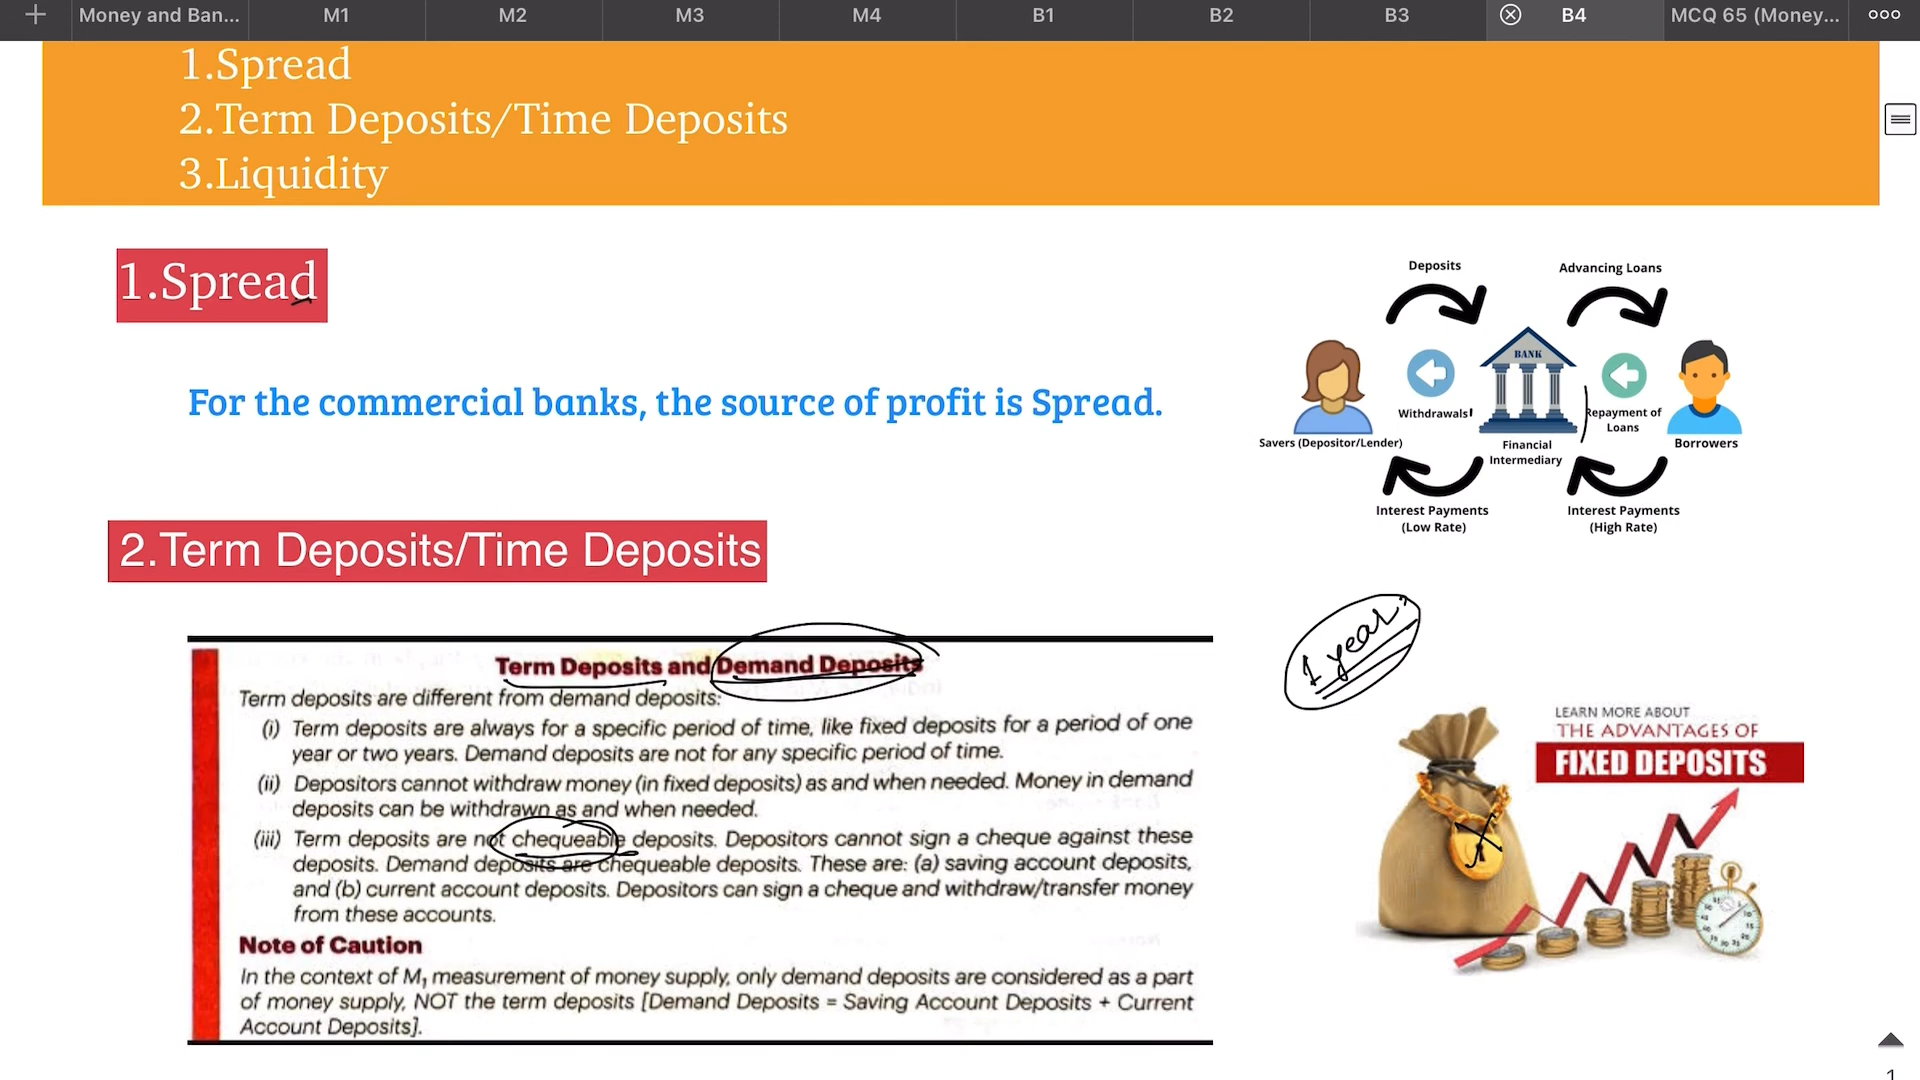 Money and Ban...
M1
M2
M3
M4
B1
B2
B3
B4
MCQ 65 (Money...
1.Spread
2.Term Deposits/Time Deposits
3.Liquidity
1.Spread
For the commercial banks, the source of profit is Spread.
Deposits
Advancing Loans
BANK
Withdrawals
Repayment of
Loans
Savers (Depositor/Lender)
Financial
Intermediary
Borrowers
Interest Payments
(Low Rate)
Interest Payments
(High Rate)
2.Term Deposits/Time Deposits
1 year
Term Deposits and Demand Deposits
Term deposits are different from demand deposits:
(i) Term deposits are always for a specific period of time, like fixed deposits for a period of one
year or two years. Demand deposits are not for any specific period of time.
(ii) Depositors cannot withdraw money (in fixed deposits) as and when needed. Money in demand
deposits can be withdrawn as and when needed.
(iii) Term deposits are not chequeable deposits. Depositors cannot sign a cheque against these
deposits. Demand deposits are chequeable deposits. These are: (a) saving account deposits,
and (b) current account deposits. Depositors can sign a cheque and withdraw/transfer money
from these accounts.
Note of Caution
In the context of M₁ measurement of money supply, only demand deposits are considered as a part
of money supply, NOT the term deposits [Demand Deposits = Saving Account Deposits + Current
Account Deposits].
LEARN MORE ABOUT
THE ADVANTAGES OF
FIXED DEPOSITS
1